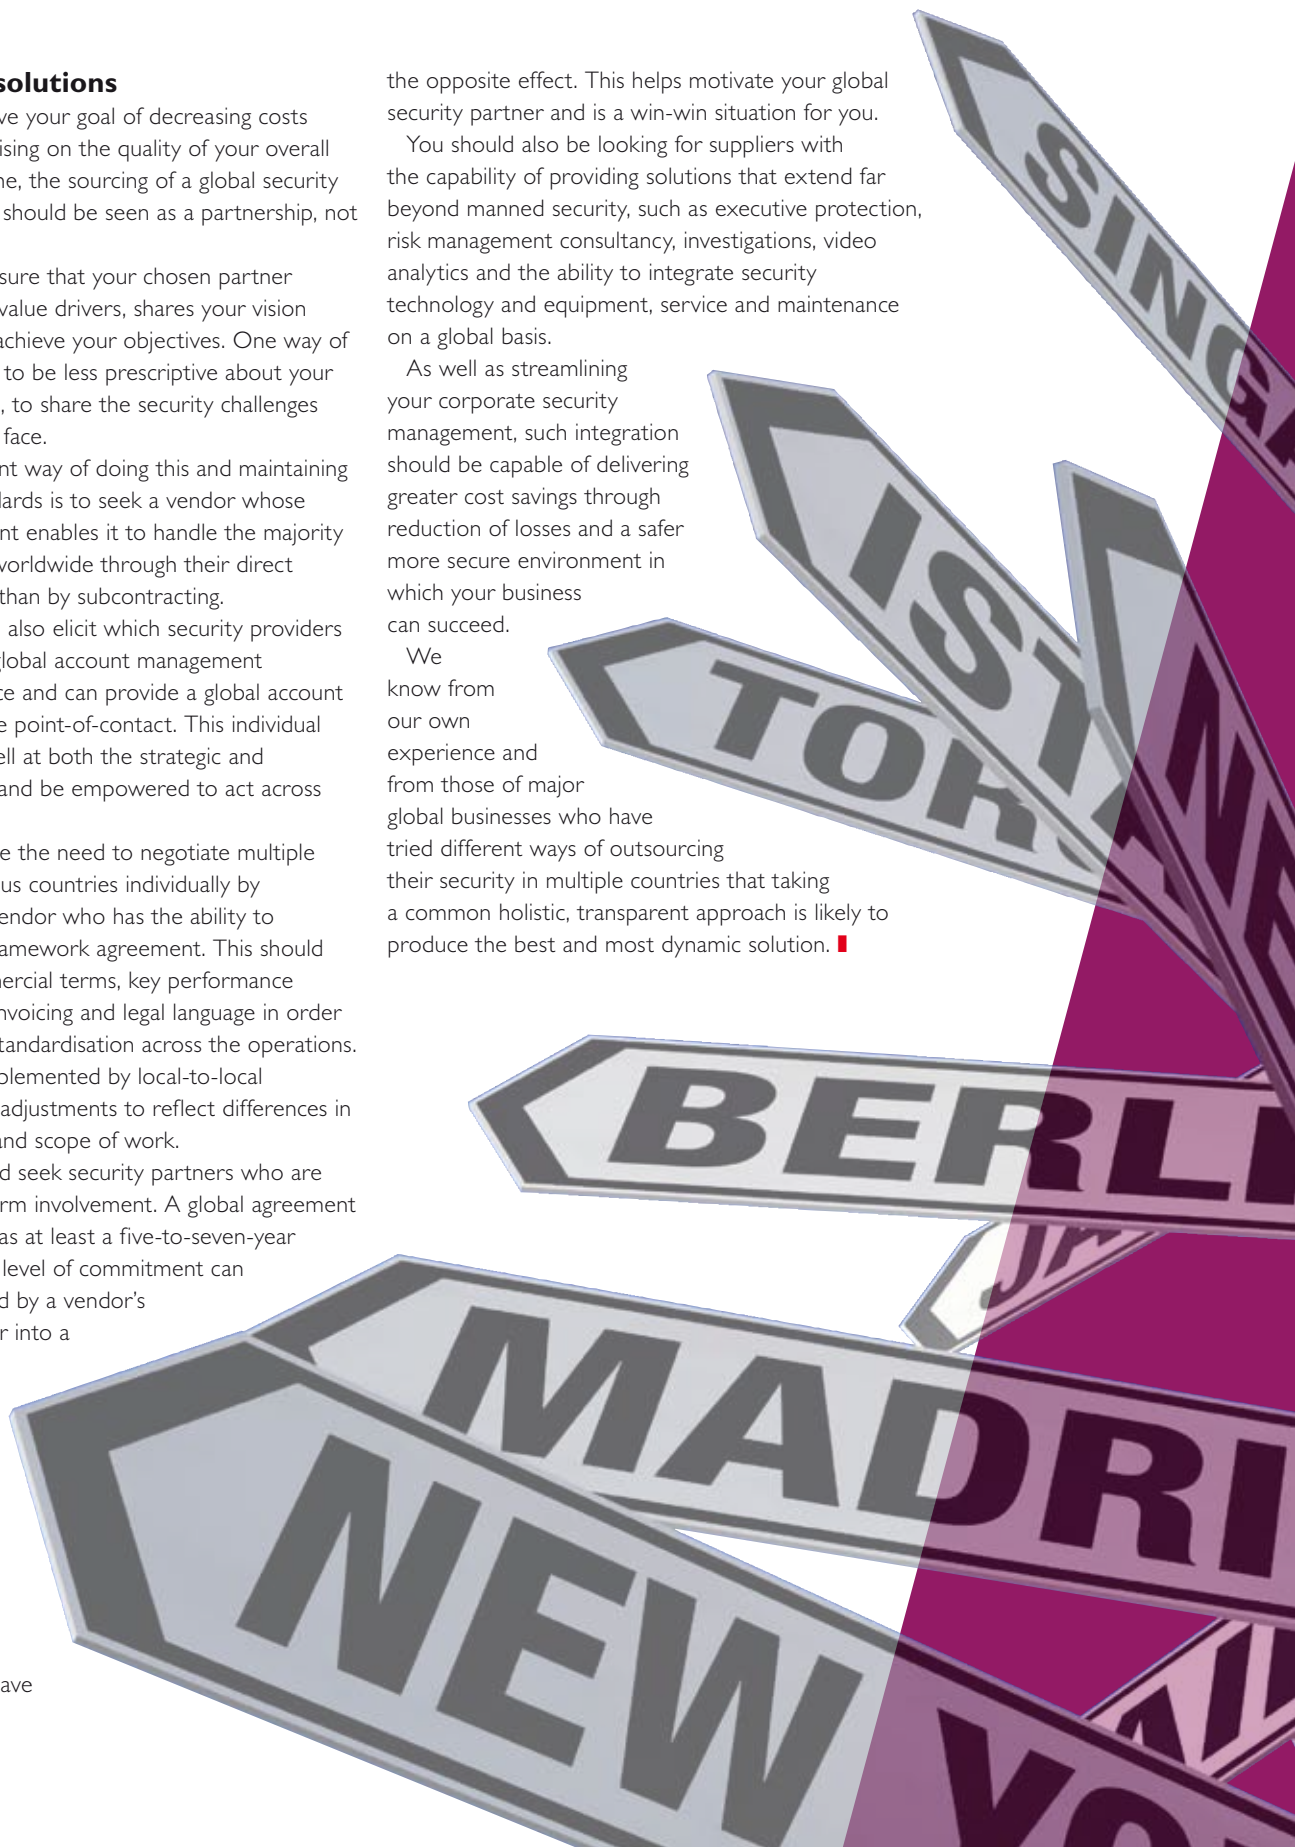 solutions
ve your goal of decreasing costs
ising on the quality of your overall
ne, the sourcing of a global security
should be seen as a partnership, not
sure that your chosen partner
value drivers, shares your vision
achieve your objectives. One way of
to be less prescriptive about your
, to share the security challenges
face.
nt way of doing this and maintaining
lards is to seek a vendor whose
nt enables it to handle the majority
worldwide through their direct
than by subcontracting.
also elicit which security providers
global account management
ce and can provide a global account
e point-of-contact. This individual
ell at both the strategic and
and be empowered to act across
e the need to negotiate multiple
us countries individually by
endor who has the ability to
amework agreement. This should
nercial terms, key performance
nvoicing and legal language in order
tandardisation across the operations.
plemented by local-to-local
adjustments to reflect differences in
and scope of work.
d seek security partners who are
rm involvement. A global agreement
as at least a five-to-seven-year
level of commitment can
d by a vendor's
r into a
ave
the opposite effect. This helps motivate your global
security partner and is a win-win situation for you.
You should also be looking for suppliers with
the capability of providing solutions that extend far
beyond manned security, such as executive protection,
risk management consultancy, investigations, video
analytics and the ability to integrate security
technology and equipment, service and maintenance
on a global basis.
As well as streamlining
your corporate security
management, such integration
should be capable of delivering
greater cost savings through
reduction of losses and a safer
more secure environment in
which your business
can succeed.
We
know from
our own
experience and
from those of major
global businesses who have
tried different ways of outsourcing
their security in multiple countries that taking
a common holistic, transparent approach is likely to
produce the best and most dynamic solution.
SINGA
IST
TOK
BERLI
JA
MADRI
NEW YO